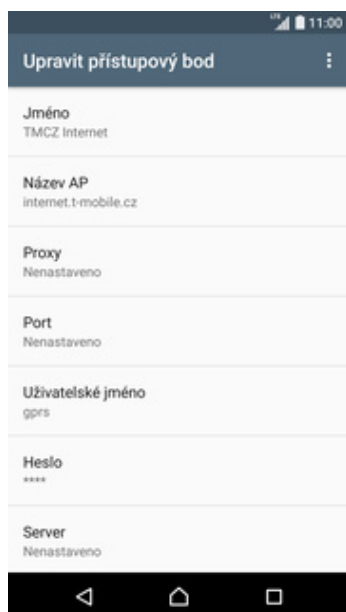 LTE 11:00
Upravit přístupový bod
Jméno
TMCZ Internet
Název AP
internet.t-mobile.cz
Proxy
Nenastaveno
Port
Nenastaveno
Uživatelské jméno
gprs
Heslo
****
Server
Nenastaveno